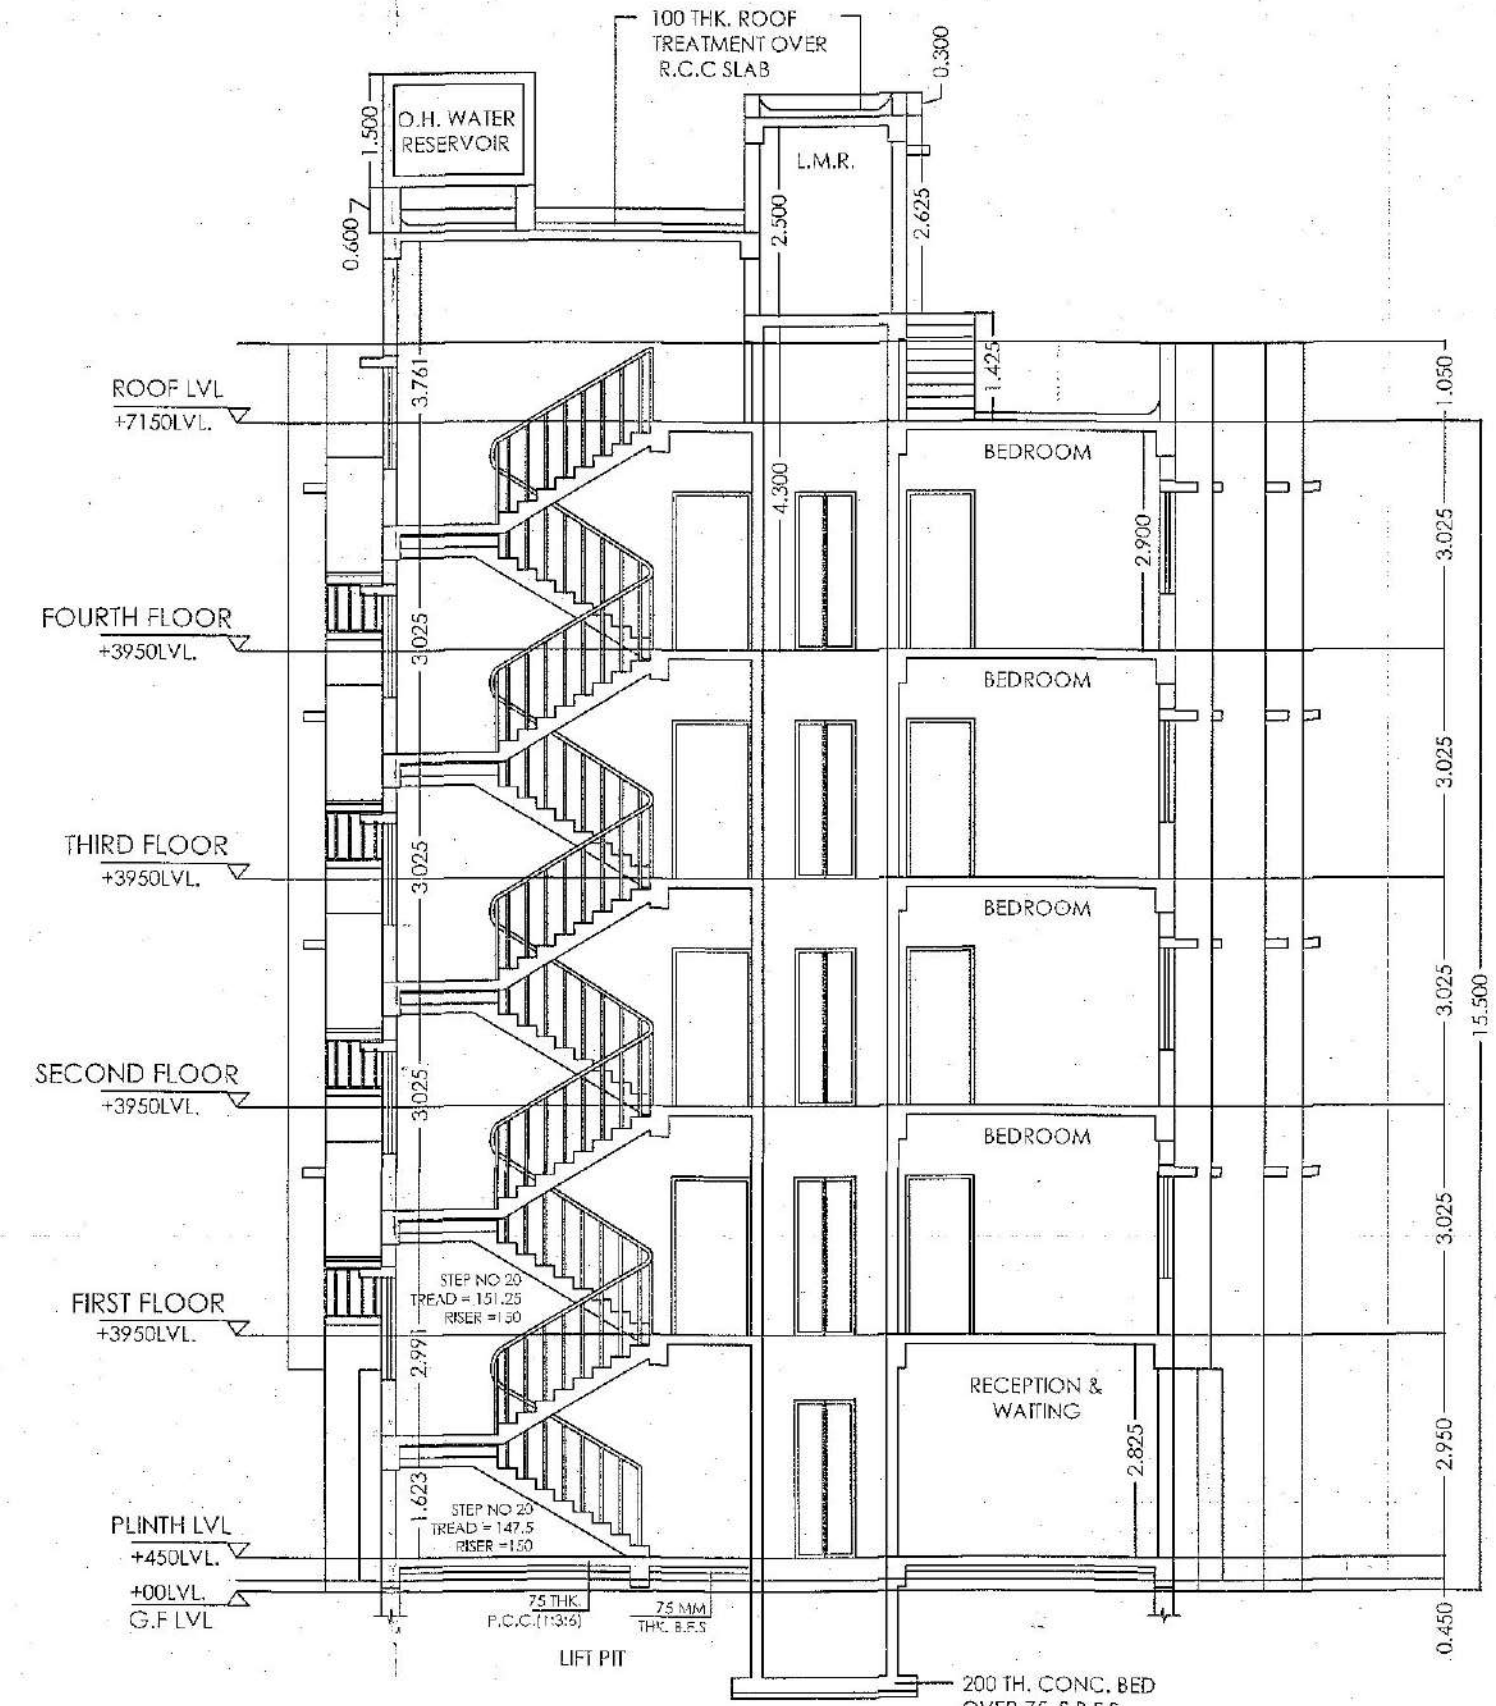 100 THK. ROOF
TREATMENT OVER
R.C.C SLAB
0.300
O.H. WATER
RESERVOIR
1.500
L.M.R.
0.600
2.500
2.625
3.761
1.425
1.050
ROOF LVL
+7150LVL.
BEDROOM
4.300
2.900
3.025
FOURTH FLOOR
+3950LVL.
3.025
BEDROOM
3.025
THIRD FLOOR
+3950LVL.
3.025
BEDROOM
3.025
15.500
SECOND FLOOR
+3950LVL.
3.025
BEDROOM
3.025
STEP NO 20
TREAD = 151.25
RISER =150
FIRST FLOOR
+3950LVL.
2.991
RECEPTION &
WAITING
2.825
2.950
1.623
STEP NO 20
TREAD = 147.5
RISER =150
PLINTH LVL
+450LVL.
+00LVL.
G.F LVL
75 THK.
P.C.C.(1:3:6)
75 MM
THK. B.F.S
0.450
LIFT PIT
200 TH. CONC. BED